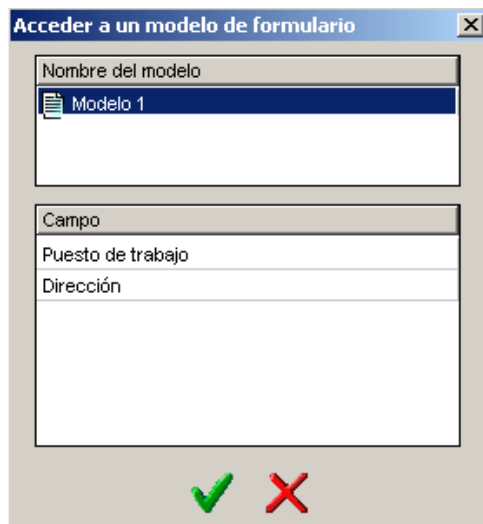 Acceder a un modelo de formulario
Nombre del modelo
Modelo 1
Campo
Puesto de trabajo
Dirección